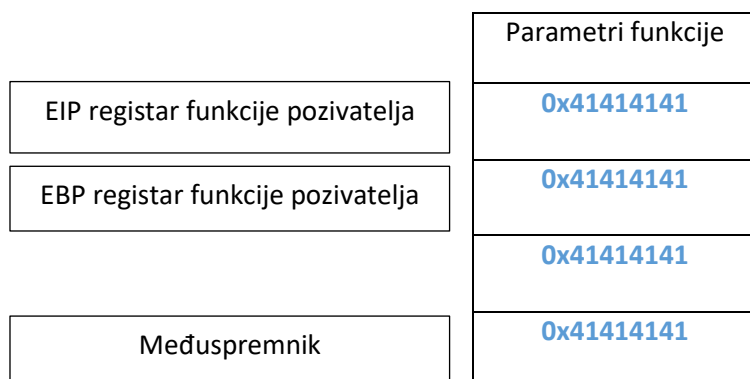 Parametri funkcije
EIP registar funkcije pozivatelja
0x41414141
EBP registar funkcije pozivatelja
0x41414141
0x41414141
Međuspremnik
0x41414141